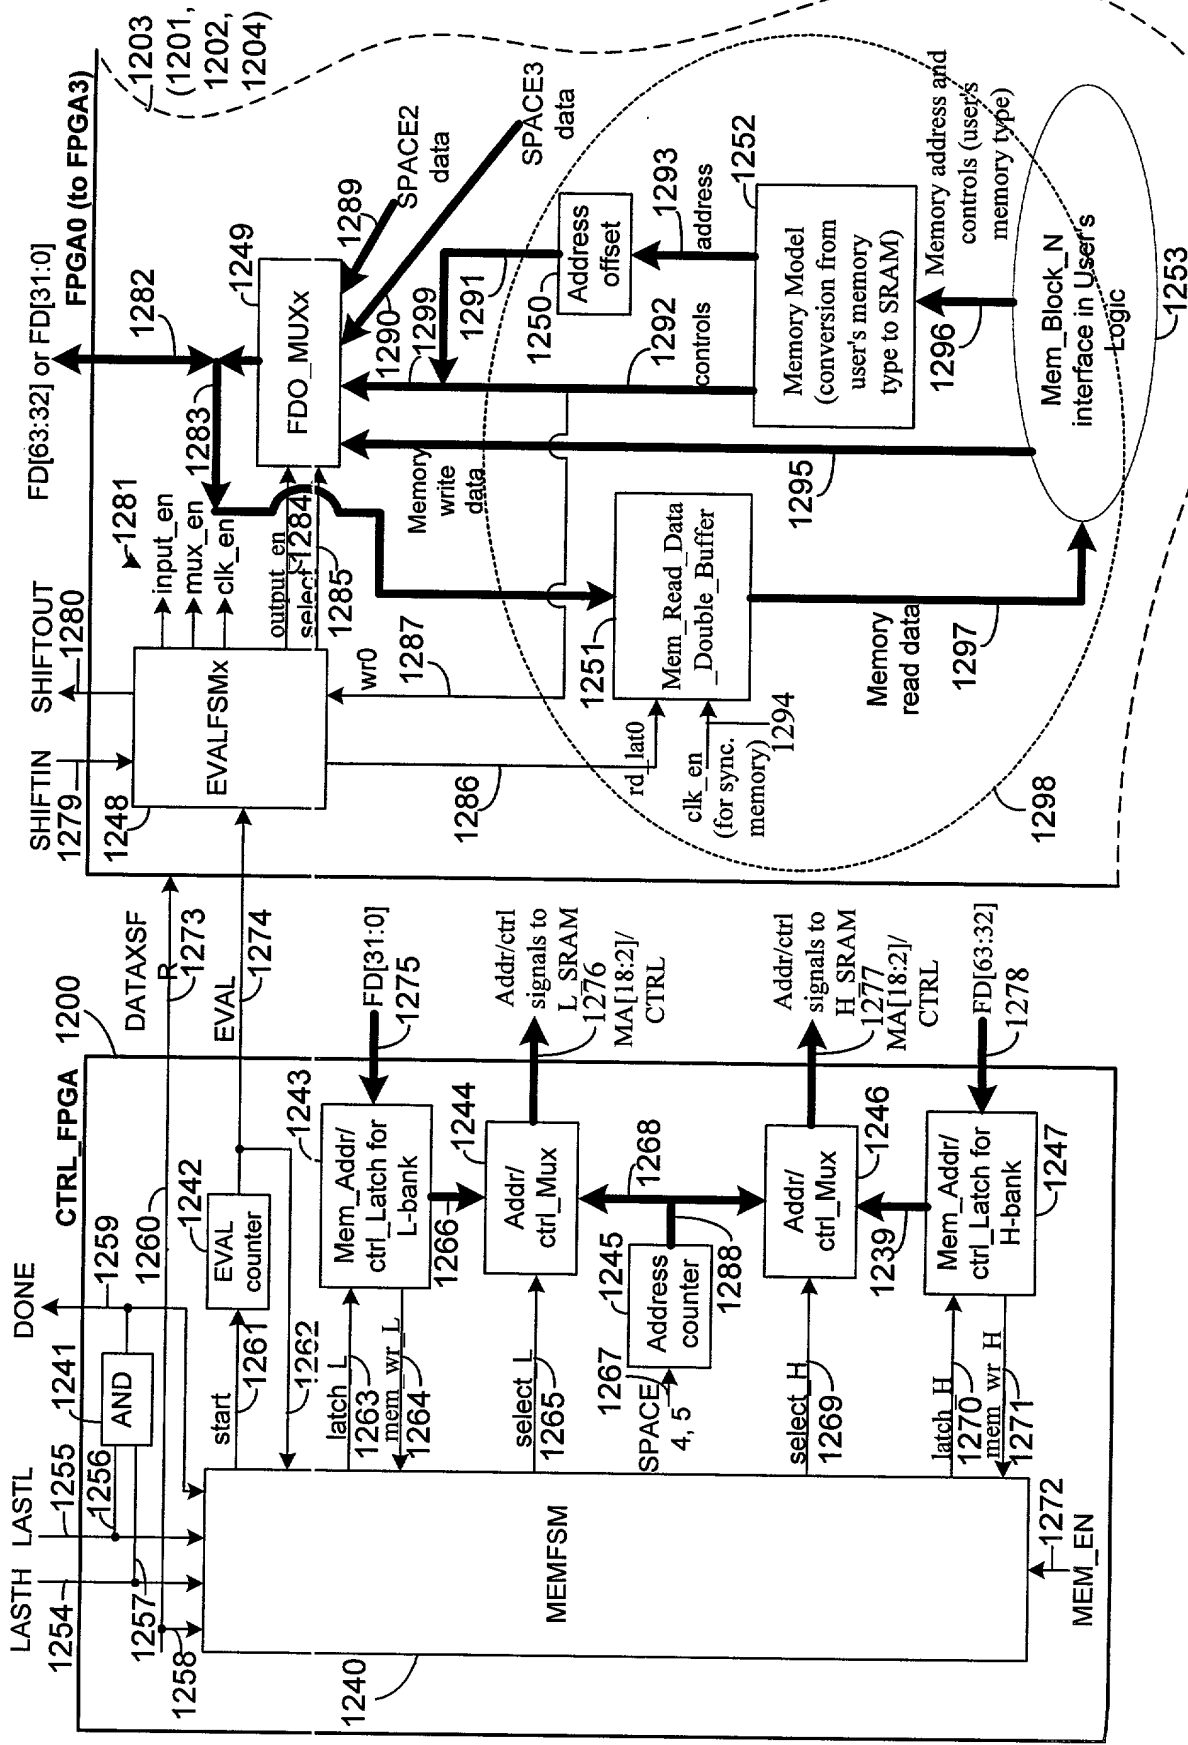 LASTH
LASTL
DONE
1254
1255
1256
1257
1258
1241
AND
1259
1260
CTRL_FPGA
1200
DATAXSF
R
1273
EVAL
1274
start
1261
1262
EVAL
counter
1242
MEMFSM
1240
MEM_EN
1272
latch_L
1263
mem_wr_L
1264
Mem_Addr/
ctrl_Latch for
L-bank
1243
FD[31:0]
1275
1266
select_L
1265
Addr/
ctrl_Mux
1244
Addr/ctrl
signals to
L_SRAM
1276
MA[18:2]/
CTRL
SPACE
4, 5
1267
Address
counter
1245
1288
1268
select_H
1269
Addr/
ctrl_Mux
1246
Addr/ctrl
signals to
H_SRAM
1277
MA[18:2]/
CTRL
1239
latch_H
1270
mem_wr_H
1271
Mem_Addr/
ctrl_Latch for
H-bank
1247
FD[63:32]
1278
SHIFTIN
1279
SHIFTOUT
1280
1248
EVALFSMx
1281
input_en
mux_en
clk_en
output_en
1284
select
1285
FD[63:32] or FD[31:0]
FPGA0 (to FPGA3)
1282
1283
1203
(1201,
1202,
1204)
FDO_MUXx
1249
1289
SPACE2
data
1290
SPACE3
data
1299
1291
wr0
1287
1286
Memory
write
data
1250
Address
offset
1293
address
1292
controls
1252
Memory Model
(conversion from
user's memory
type to SRAM)
1251
Mem_Read_Data
_Double_Buffer
rd_lat0
clk_en
(for sync.
memory)
1294
1295
1296
Memory address and
controls (user's
memory type)
Memory
read data
1297
Mem_Block_N
interface in User's
Logic
1253
1298